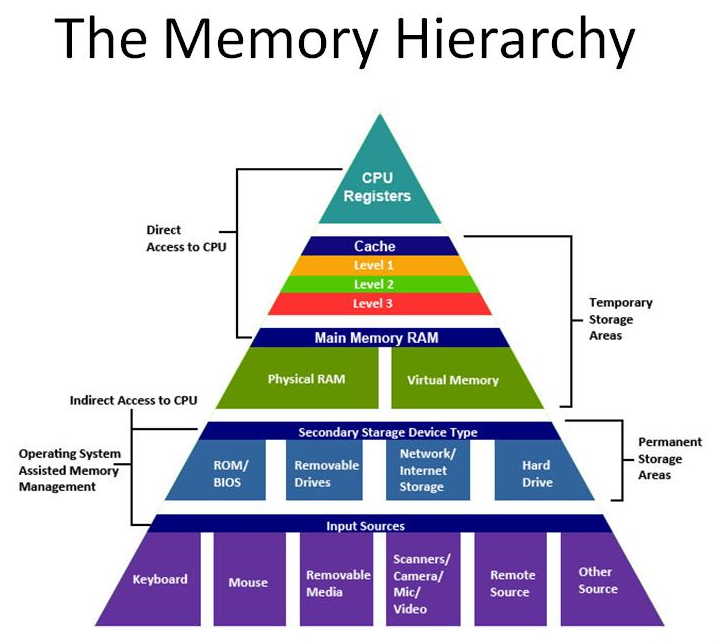 The Memory Hierarchy
CPU
Registers
Direct
Access to CPU
Cache
Level 1
Level 2
Level 3
Temporary
Storage
Areas
Main Memory RAM
Physical RAM
Virtual Memory
Indirect Access to CPU
Secondary Starage Device Type
Operating System
Assisted Memory
Management
ROM/
BIOS
Removable
Drives
Network/
Internet
Storage
Hard
Drive
Permanent
Storage
Areas
Input Sources
Keyboard
Mouse
Removable
Media
Scanners/
Camera/
Mic/
Video
Remote
Source
Other
Source